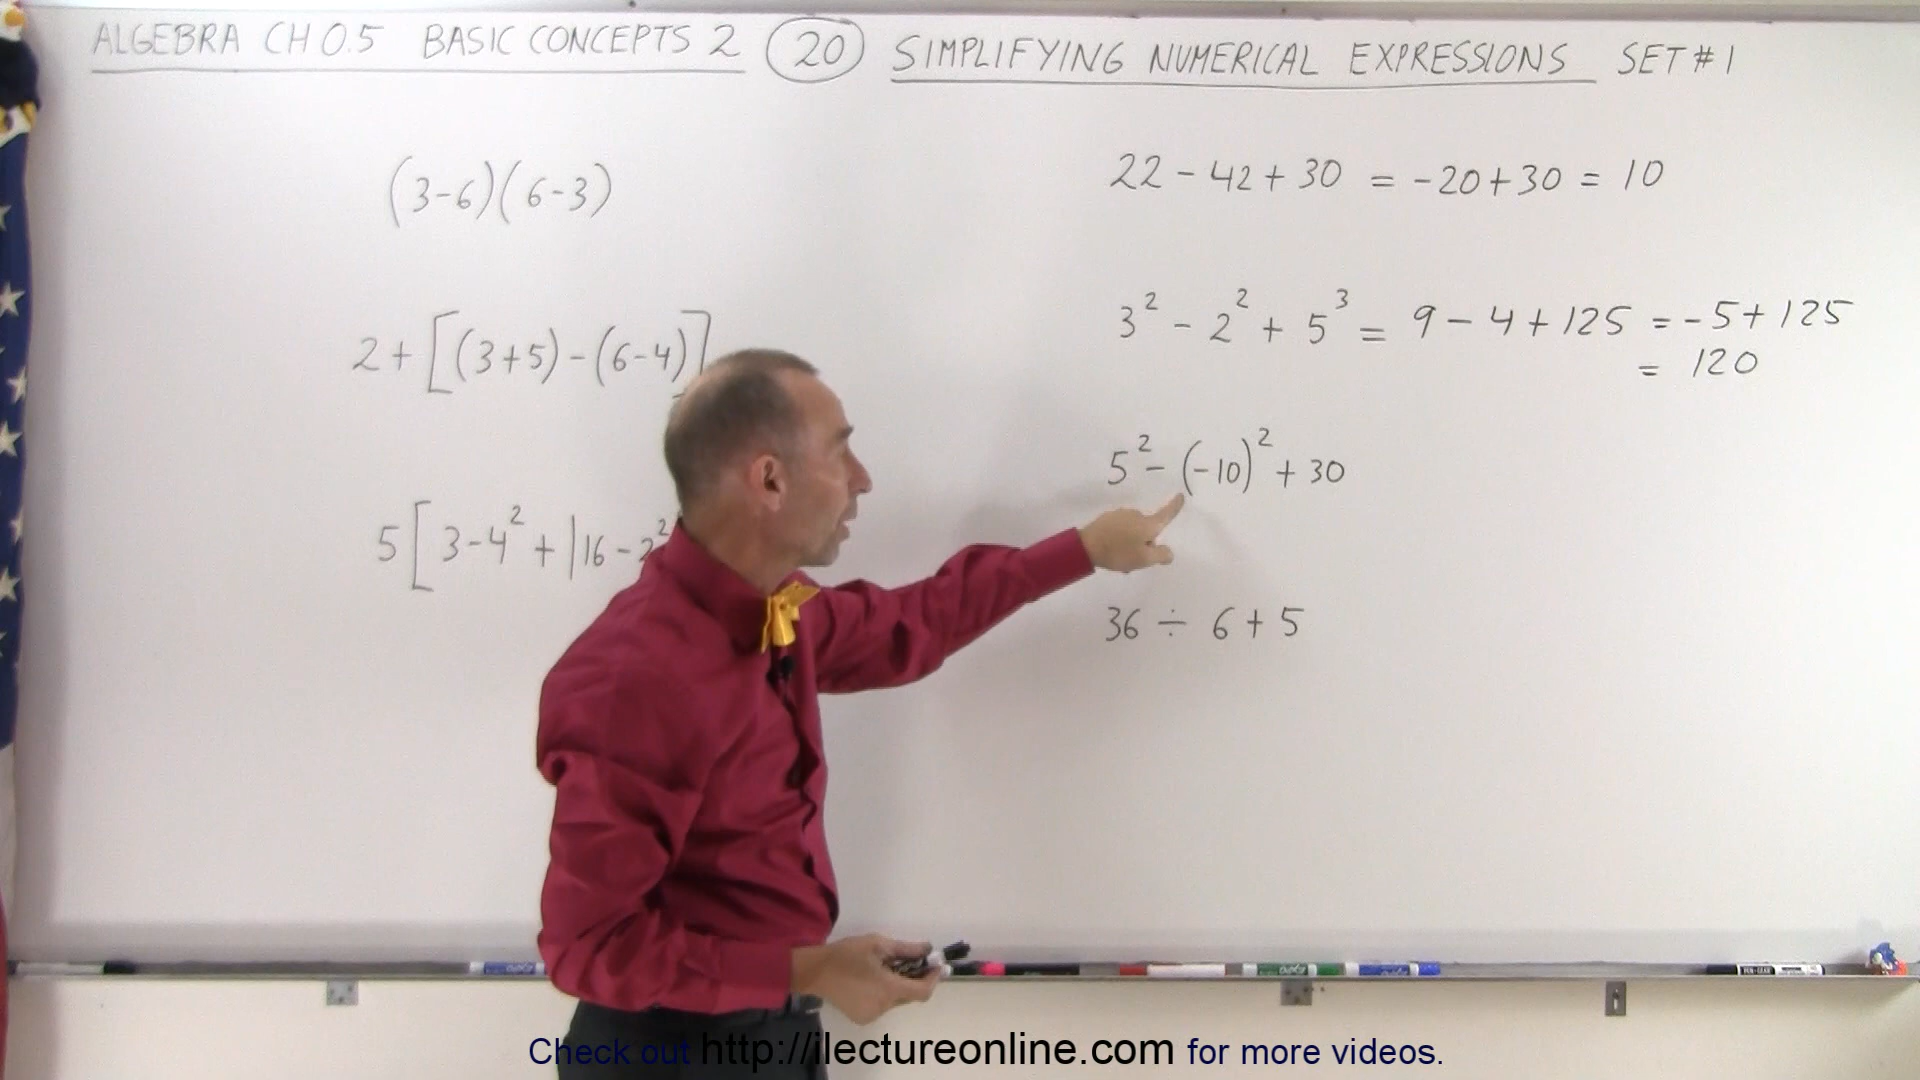 ALGEBRA CH 0.5 BASIC CONCEPTS 2 (20) SIMPLIFYING NUMERICAL EXPRESSIONS SET # 1
(3-6)(6-3)
2+[(3+5)-(6-4)]
5[3-4²+|16-2²
22-42+30 = -20+30 = 10
3²-2²+5³ = 9-4+125 = -5+125
= 120
5²-(-10)²+30
36÷6+5
Check out http://ilectureonline.com for more videos.